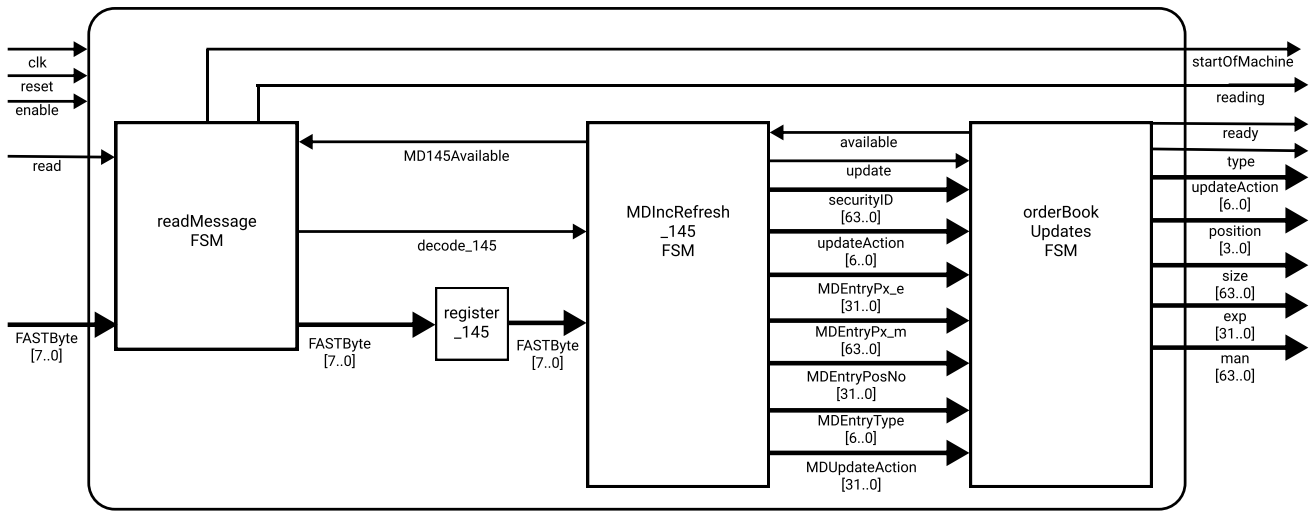 clk
reset
enable
read
FASTByte
[7..0]
readMessage
FSM
MD145Available
decode_145
FASTByte
[7..0]
register
_145
FASTByte
[7..0]
MDIncRefresh
_145
FSM
available
update
securityID
[63..0]
updateAction
[6..0]
MDEntryPx_e
[31..0]
MDEntryPx_m
[63..0]
MDEntryPosNo
[31..0]
MDEntryType
[6..0]
MDUpdateAction
[31..0]
orderBook
Updates
FSM
startOfMachine
reading
ready
type
updateAction
[6..0]
position
[3..0]
size
[63..0]
exp
[31..0]
man
[63..0]